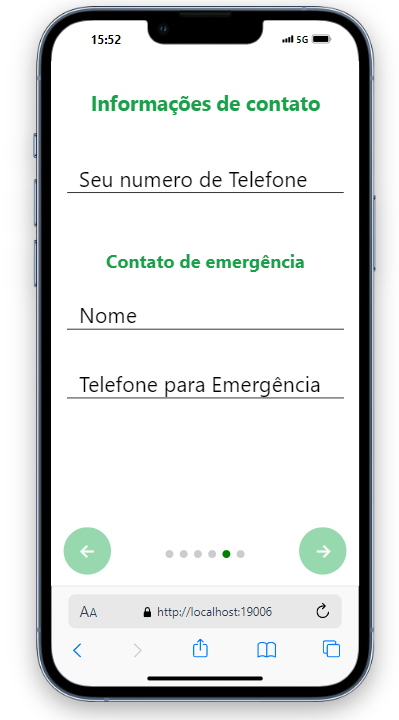 15:52
5G
Informações de contato
Seu numero de Telefone
Contato de emergência
Nome
Telefone para Emergência
AA
http://localhost:19006